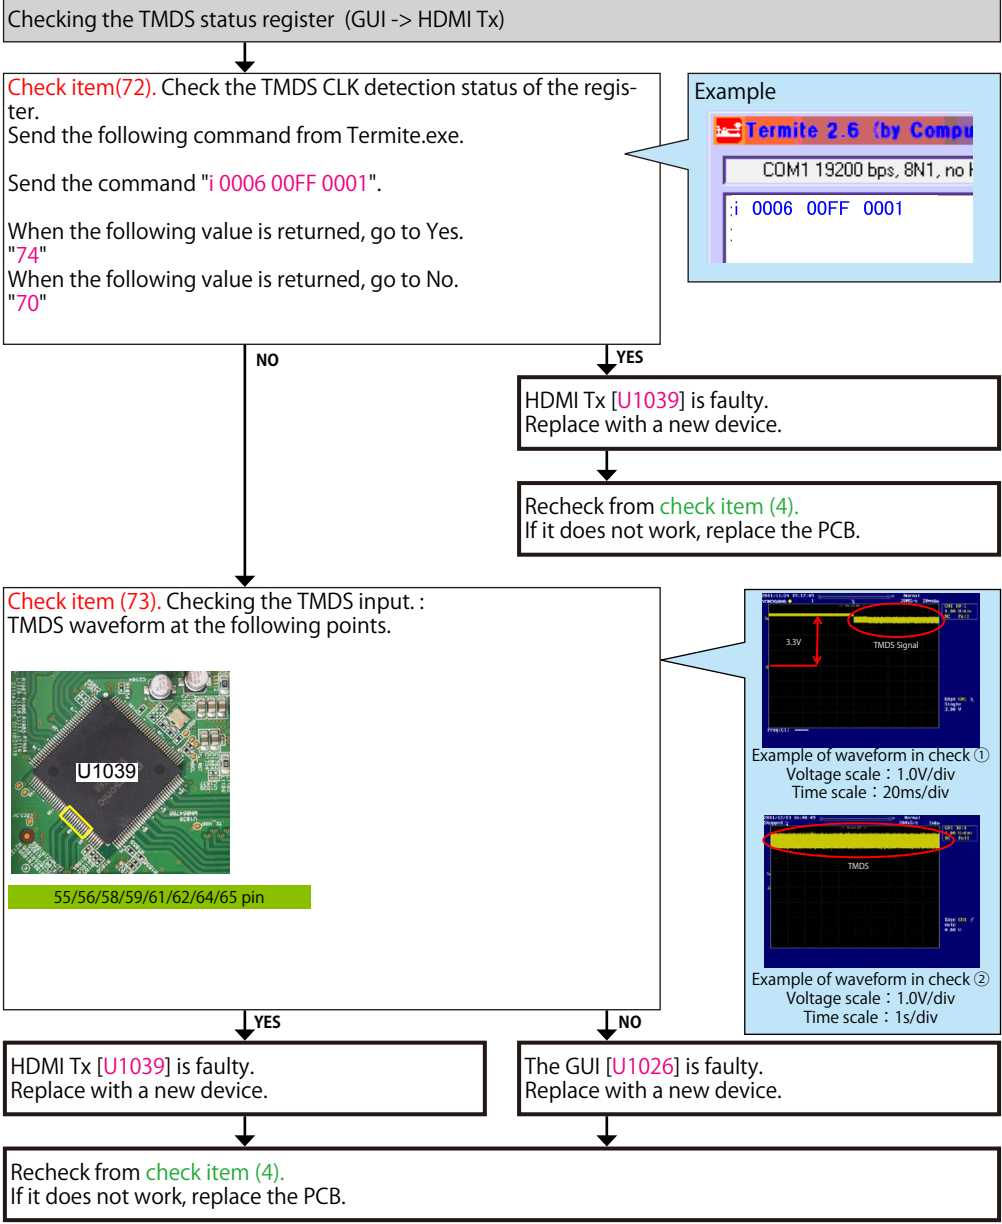 Checking the TMDS status register (GUI -> HDMI Tx)
Check item(72). Check the TMDS CLK detection status of the regis-
ter.
Send the following command from Termite.exe.
Send the command "i 0006 00FF 0001".
When the following value is returned, go to Yes.
"74"
When the following value is returned, go to No.
"70"
Example
Termite 2.6 (by Compu
COM1 19200 bps, 8N1, no h
i 0006 00FF 0001
NO
YES
HDMI Tx [U1039] is faulty.
Replace with a new device.
Recheck from check item (4).
If it does not work, replace the PCB.
Check item (73). Checking the TMDS input. :
TMDS waveform at the following points.
U1039
55/56/58/59/61/62/64/65 pin
3.3V
TMDS Signal
Example of waveform in check ①
Voltage scale：1.0V/div
Time scale：20ms/div
TMDS
Example of waveform in check ②
Voltage scale：1.0V/div
Time scale：1s/div
YES
NO
HDMI Tx [U1039] is faulty.
Replace with a new device.
The GUI [U1026] is faulty.
Replace with a new device.
Recheck from check item (4).
If it does not work, replace the PCB.